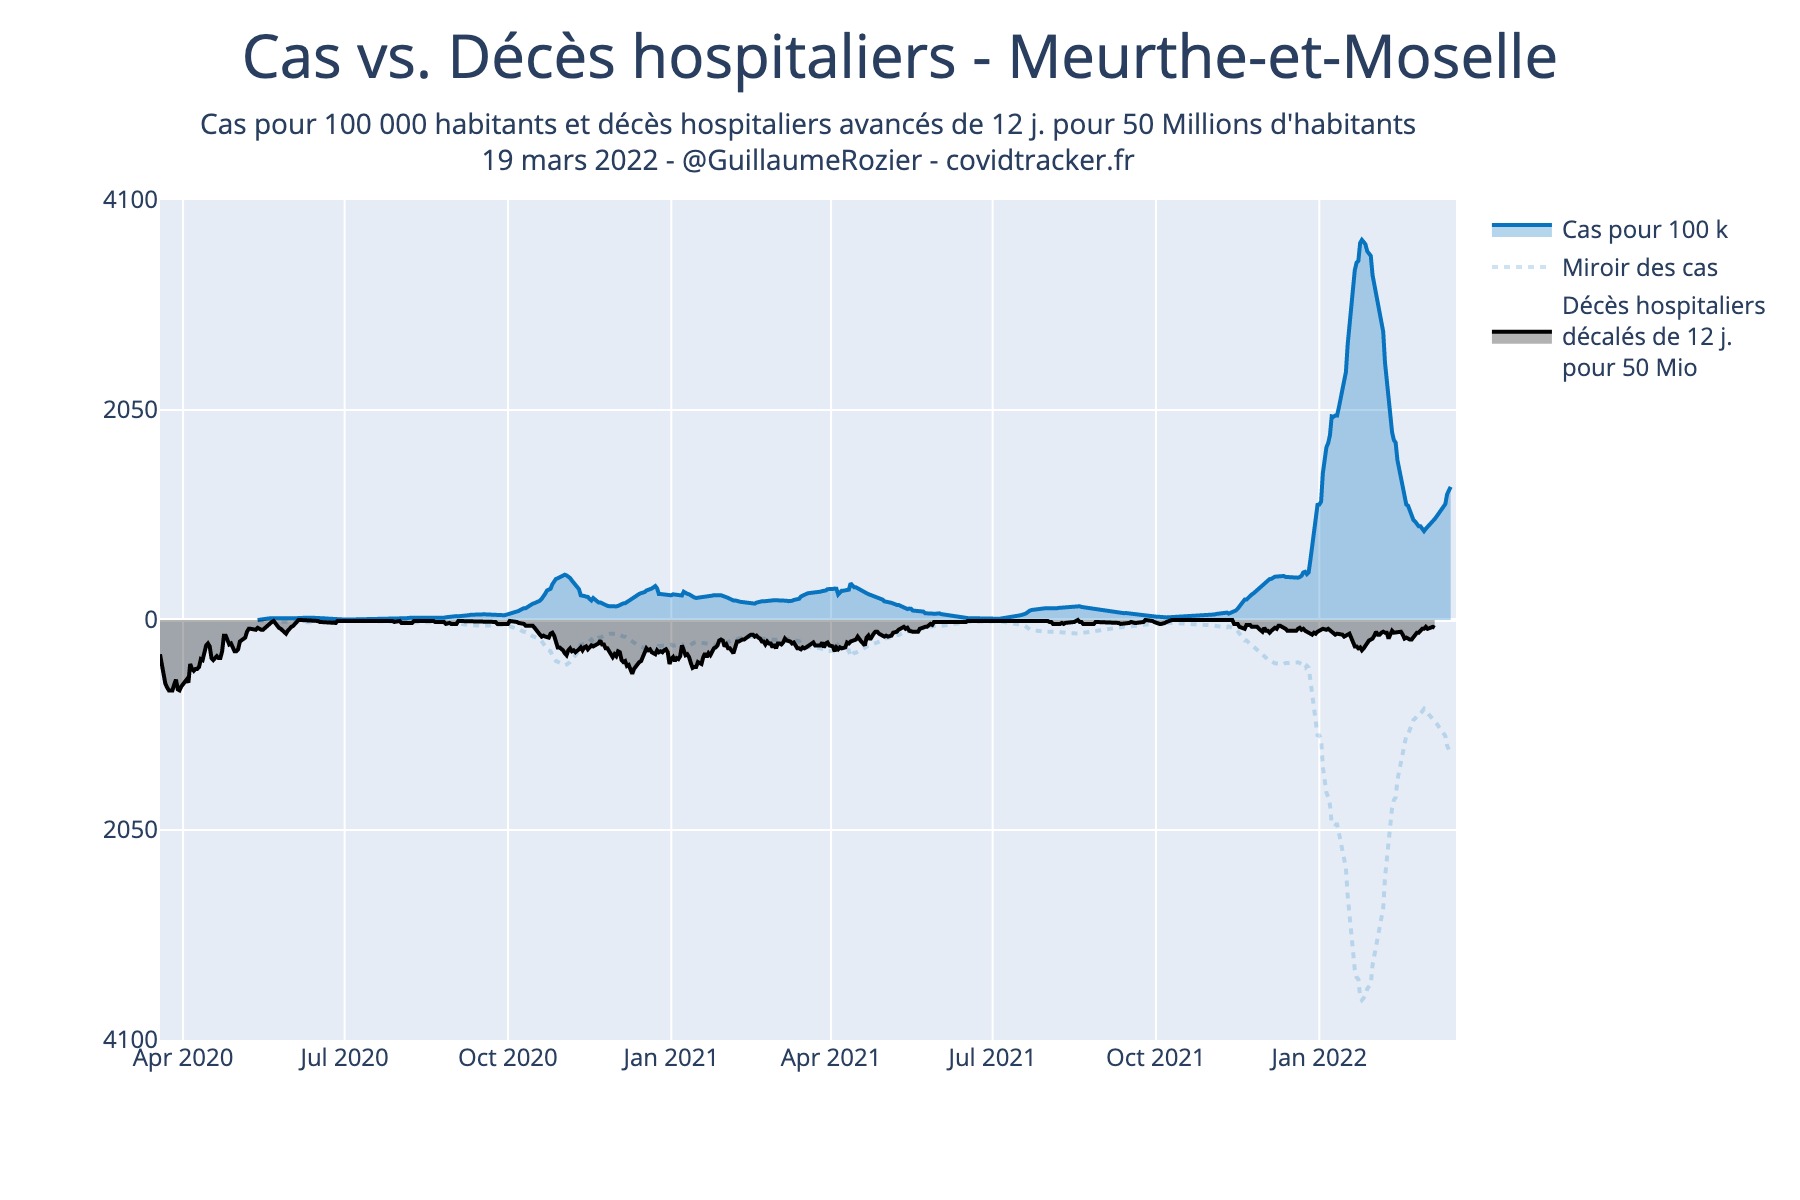 Cas vs. Décès hospitaliers - Meurthe-et-Moselle
Cas pour 100 000 habitants et décès hospitaliers avancés de 12 j. pour 50 Millions d'habitants
19 mars 2022 - @GuillaumeRozier - covidtracker.fr
4100
2050
0
2050
4100
Apr 2020
Jul 2020
Oct 2020
Jan 2021
Apr 2021
Jul 2021
Oct 2021
Jan 2022
Cas pour 100 k
Miroir des cas
Décès hospitaliers
décalés de 12 j.
pour 50 Mio